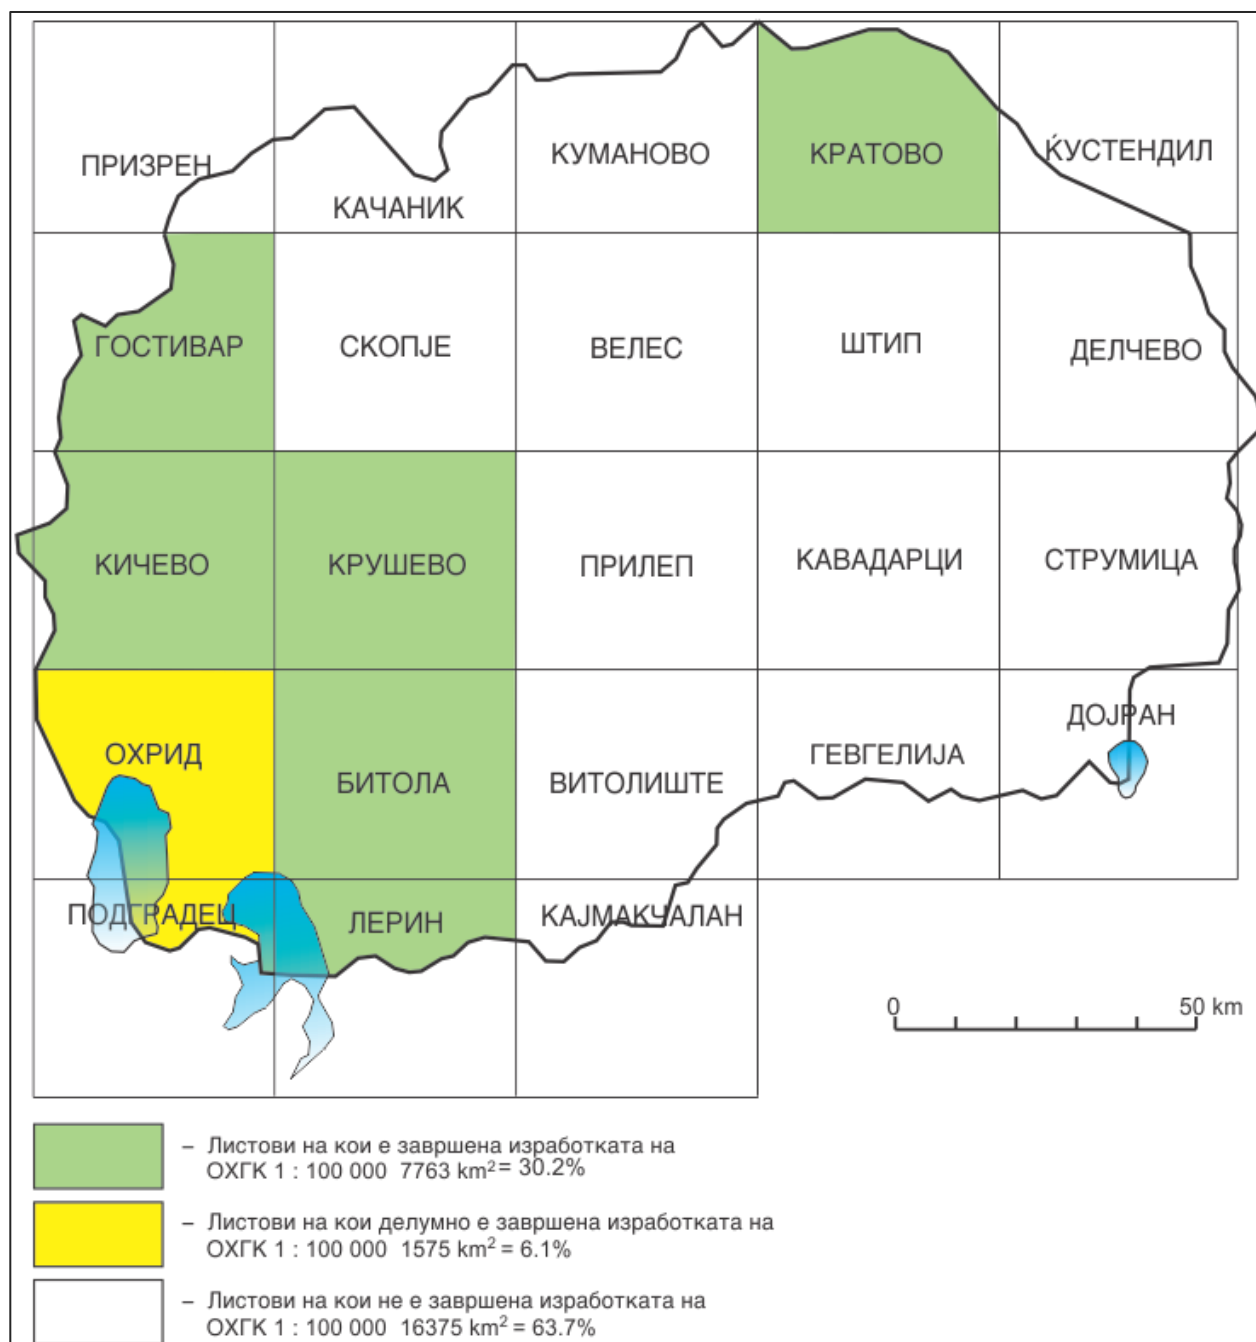 ПРИЗРЕН
КАЧАНИК
КУМАНОВО
КРАТОВО
ЌУСТЕНДИЛ
ГОСТИВАР
СКОПЈЕ
ВЕЛЕС
ШТИП
ДЕЛЧЕВО
КИЧЕВО
КРУШЕВО
ПРИЛЕП
КАВАДАРЦИ
СТРУМИЦА
ОХРИД
БИТОЛА
ВИТОЛИШТЕ
ГЕВГЕЛИЈА
ДОЈРАН
ПОДГРАДЕЦ
ЛЕРИН
КАЈМАКЧАЛАН
0 50 km
– Листови на кои е завршена изработката на
ОХГК 1 : 100 000 7763 km² = 30.2%
– Листови на кои делумно е завршена изработката на
ОХГК 1 : 100 000 1575 km² = 6.1%
– Листови на кои не е завршена изработката на
ОХГК 1 : 100 000 16375 km² = 63.7%